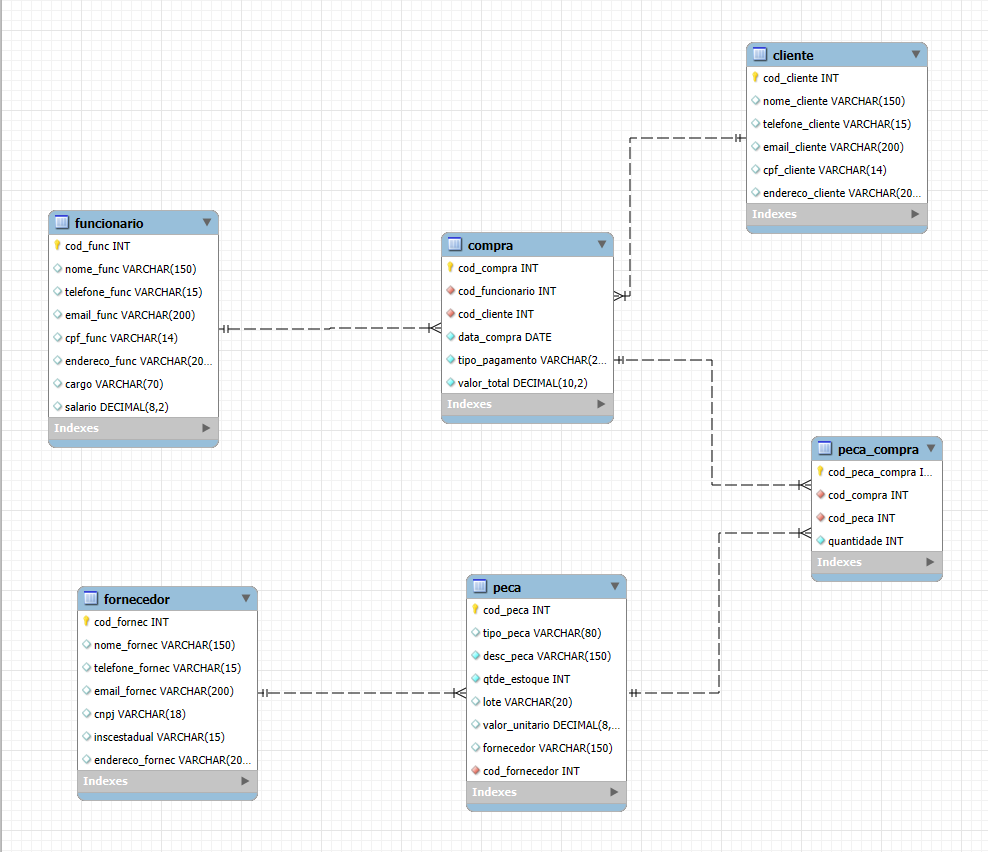 cliente
cod_cliente INT
nome_cliente VARCHAR(150)
telefone_cliente VARCHAR(15)
email_cliente VARCHAR(200)
cpf_cliente VARCHAR(14)
endereco_cliente VARCHAR(20...
Indexes
funcionario
cod_func INT
nome_func VARCHAR(150)
telefone_func VARCHAR(15)
email_func VARCHAR(200)
cpf_func VARCHAR(14)
endereco_func VARCHAR(20...
cargo VARCHAR(70)
salario DECIMAL(8,2)
Indexes
compra
cod_compra INT
cod_funcionario INT
cod_cliente INT
data_compra DATE
tipo_pagamento VARCHAR(2...
valor_total DECIMAL(10,2)
Indexes
peca_compra
cod_peca_compra I...
cod_compra INT
cod_peca INT
quantidade INT
Indexes
fornecedor
cod_fornec INT
nome_fornec VARCHAR(150)
telefone_fornec VARCHAR(15)
email_fornec VARCHAR(200)
cnpj VARCHAR(18)
inscestadual VARCHAR(15)
endereco_fornec VARCHAR(20...
Indexes
peca
cod_peca INT
tipo_peca VARCHAR(80)
desc_peca VARCHAR(150)
qtde_estoque INT
lote VARCHAR(20)
valor_unitario DECIMAL(8,...
fornecedor VARCHAR(150)
cod_fornecedor INT
Indexes